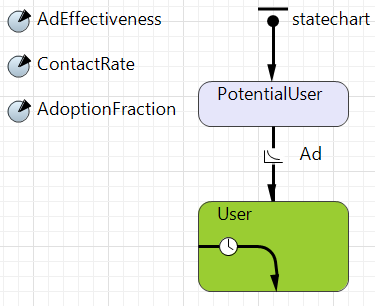 AdEffectiveness
statechart
ContactRate
PotentialUser
AdoptionFraction
Ad
User